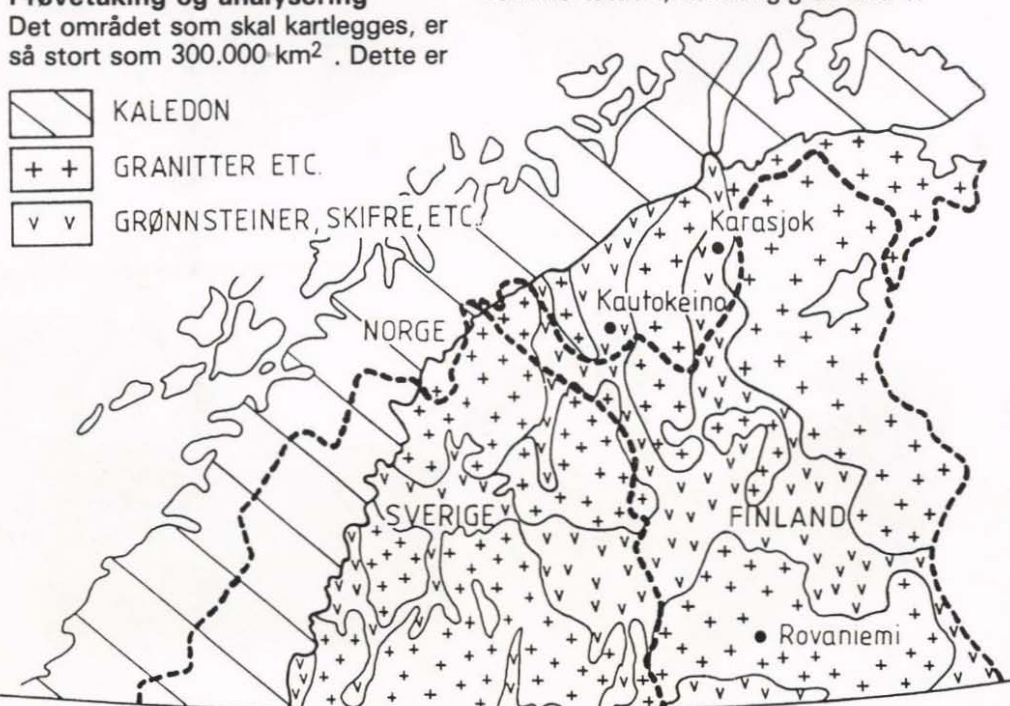 Det området som skal kartlegges, er
så stort som 300.000 km². Dette er
KALEDON
+ + GRANITTER ETC.
v v GRØNNSTEINER, SKIFRE, ETC.
Karasjok
Kautokeino
NORGE
SVERIGE
FINLAND
Rovaniemi